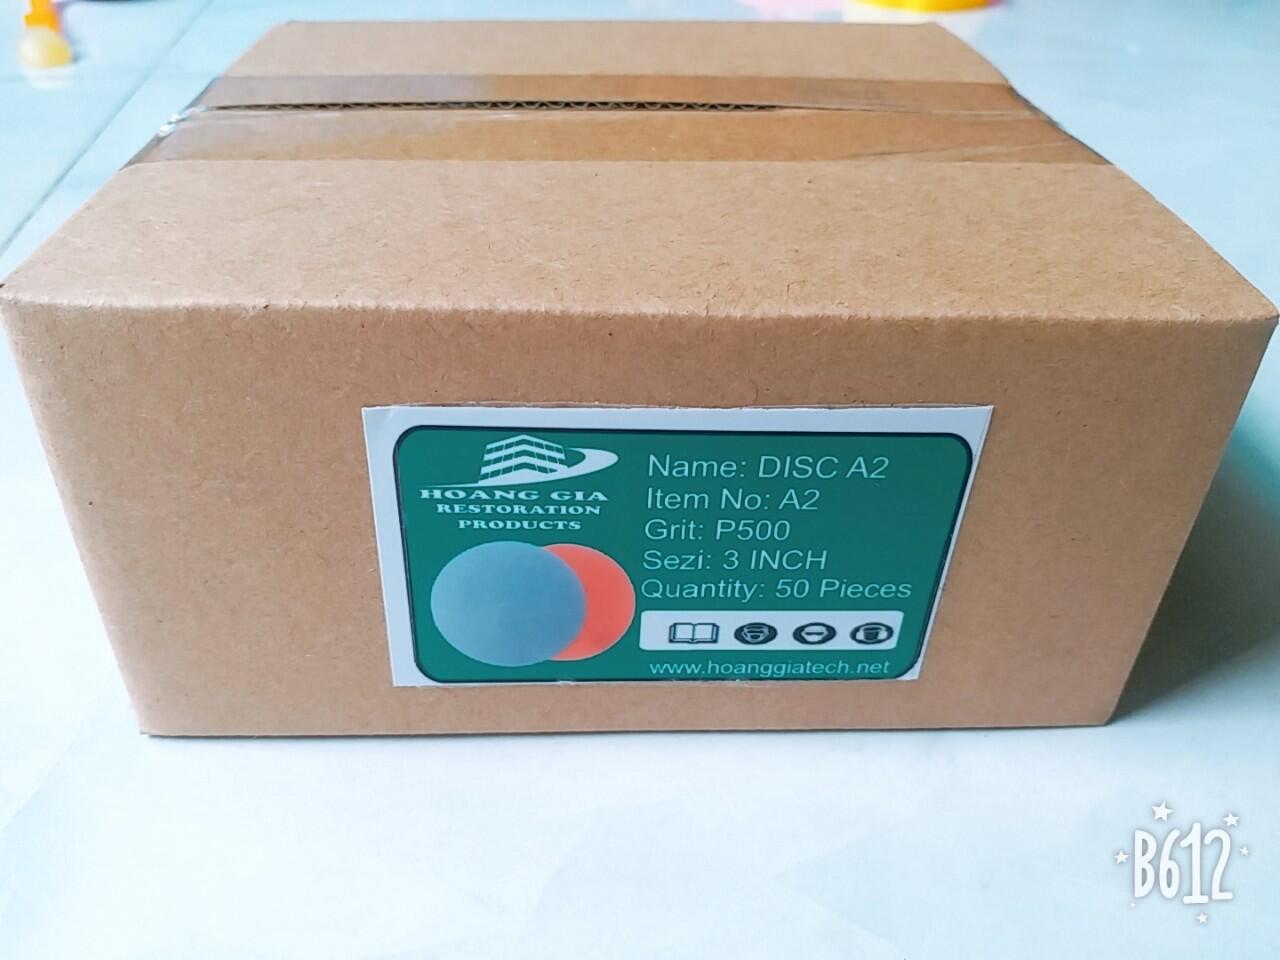 HOANG GIA
RESTORATION
PRODUCTS
Name: DISC A2
Item No: A2
Grit: P500
Sezi: 3 INCH
Quantity: 50 Pieces
www.hoanggiatech.net
B612